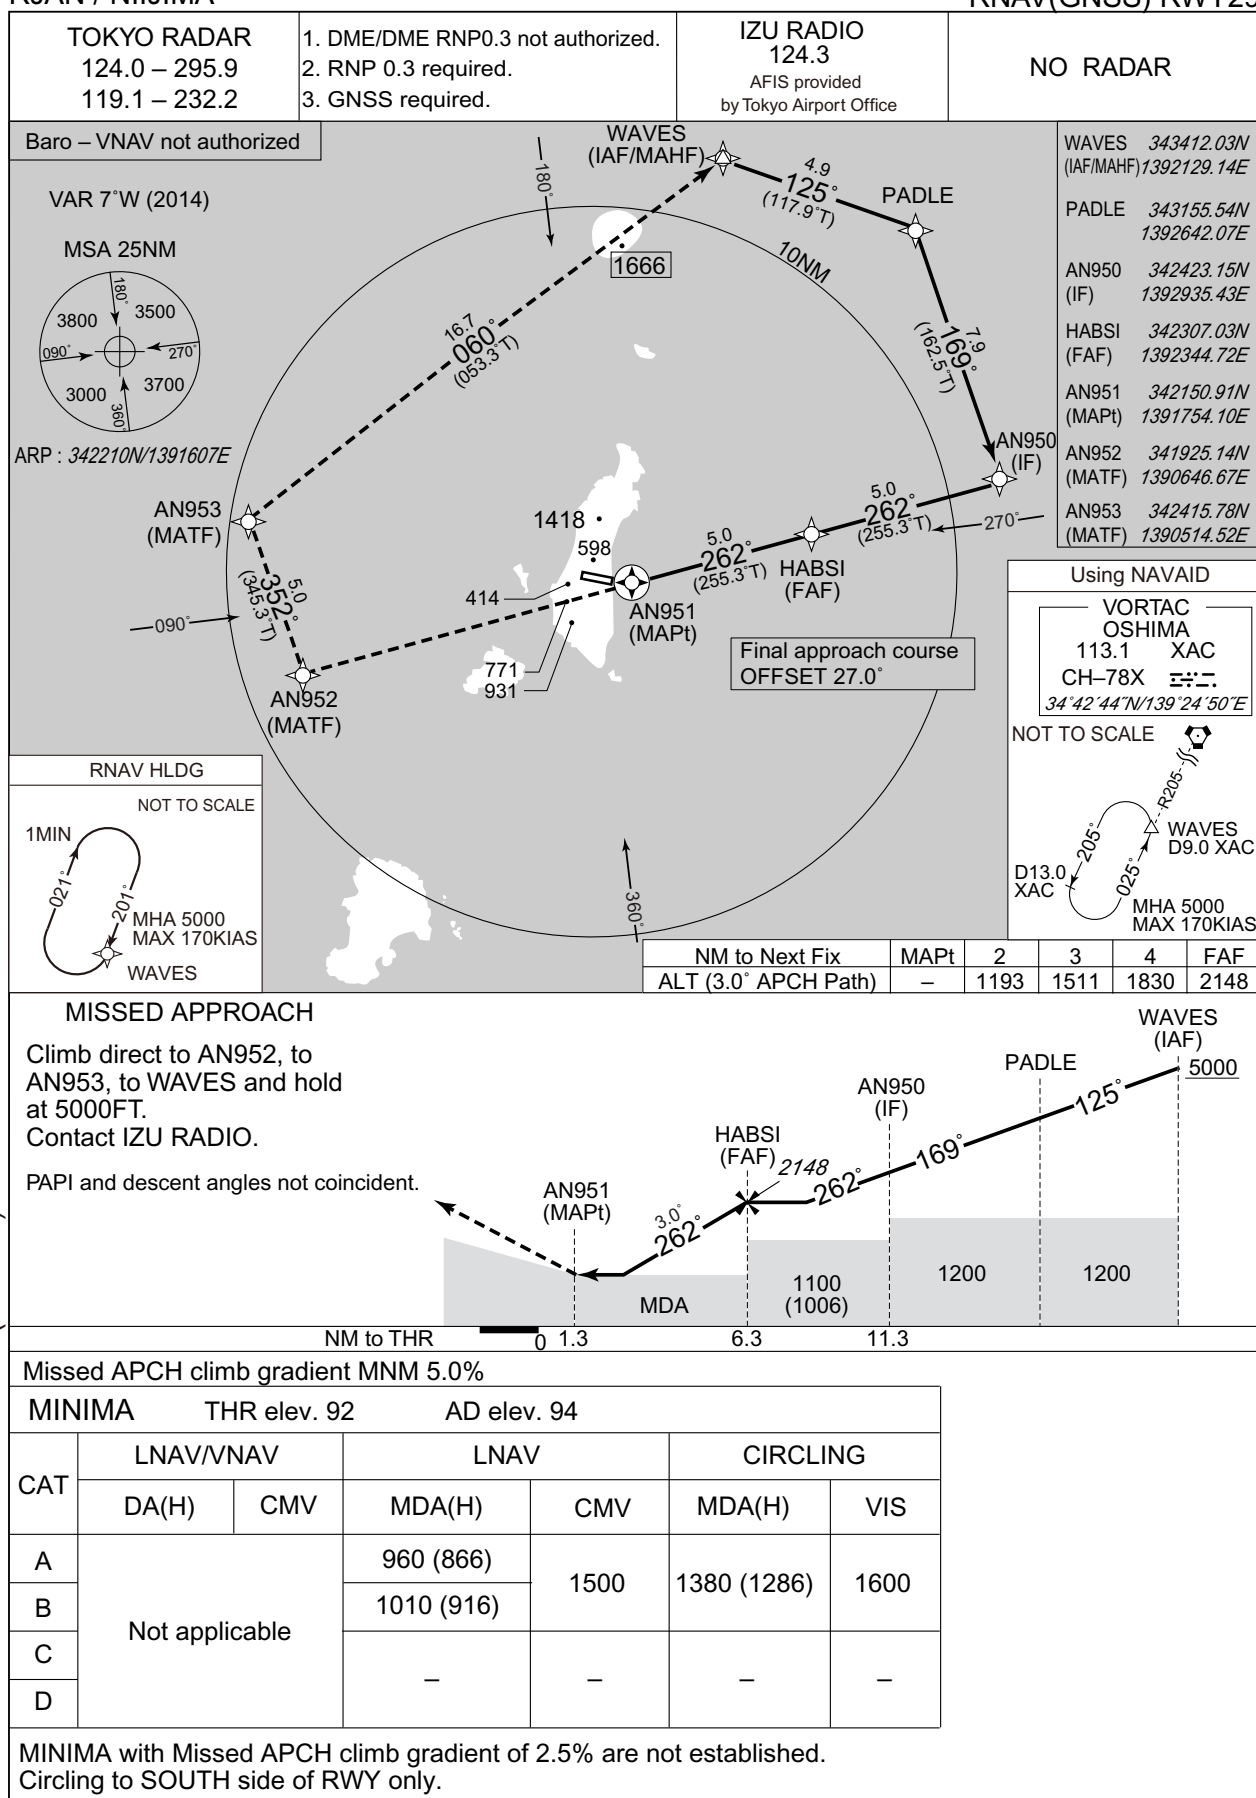 TOKYO RADAR
124.0 – 295.9
119.1 – 232.2
1. DME/DME RNP0.3 not authorized.
2. RNP 0.3 required.
3. GNSS required.
IZU RADIO
124.3
AFIS provided
by Tokyo Airport Office
NO RADAR
Baro – VNAV not authorized
VAR 7˚W (2014)
MSA 25NM
180˚
3800
3500
090˚
270˚
3000
3700
360˚
ARP : 342210N/1391607E
WAVES
(IAF/MAHF)
180˚
4.9
125˚
(117.9˚T)
PADLE
1666
10NM
16.7
060˚
(053.3˚T)
7.9
169˚
(162.5˚T)
AN950
(IF)
AN953
(MATF)
1418
598
5.0
262˚
(255.3˚T)
270˚
5.0
262˚
(255.3˚T)
HABSI
(FAF)
5.0
352˚
(345.3˚T)
414
AN951
(MAPt)
090˚
771
931
Final approach course
OFFSET 27.0˚
AN952
(MATF)
360˚
WAVES 343412.03N
(IAF/MAHF) 1392129.14E
PADLE 343155.54N
1392642.07E
AN950 342423.15N
(IF) 1392935.43E
HABSI 342307.03N
(FAF) 1392344.72E
AN951 342150.91N
(MAPt) 1391754.10E
AN952 341925.14N
(MATF) 1390646.67E
AN953 342415.78N
(MATF) 1390514.52E
Using NAVAID
VORTAC
OSHIMA
113.1 XAC
CH–78X
34˚42´44˝N/139˚24´50˝E
NOT TO SCALE
R205
WAVES
D9.0 XAC
205˚
025˚
D13.0
XAC
MHA 5000
MAX 170KIAS
RNAV HLDG
NOT TO SCALE
1MIN
021˚
201˚
MHA 5000
MAX 170KIAS
WAVES
NM to Next Fix MAPt 2 3 4 FAF
ALT (3.0˚ APCH Path) – 1193 1511 1830 2148
MISSED APPROACH
Climb direct to AN952, to
AN953, to WAVES and hold
at 5000FT.
Contact IZU RADIO.
PAPI and descent angles not coincident.
WAVES
(IAF)
5000
PADLE
125˚
AN950
(IF)
169˚
HABSI
(FAF)
2148
262˚
AN951
(MAPt)
3.0˚
262˚
MDA
1100
(1006)
1200
1200
NM to THR 0 1.3 6.3 11.3
Missed APCH climb gradient MNM 5.0%
MINIMA THR elev. 92 AD elev. 94
CAT LNAV/VNAV LNAV CIRCLING
DA(H) CMV MDA(H) CMV MDA(H) VIS
A Not applicable 960 (866) 1500 1380 (1286) 1600
B 1010 (916)
C – – – –
D
MINIMA with Missed APCH climb gradient of 2.5% are not established.
Circling to SOUTH side of RWY only.